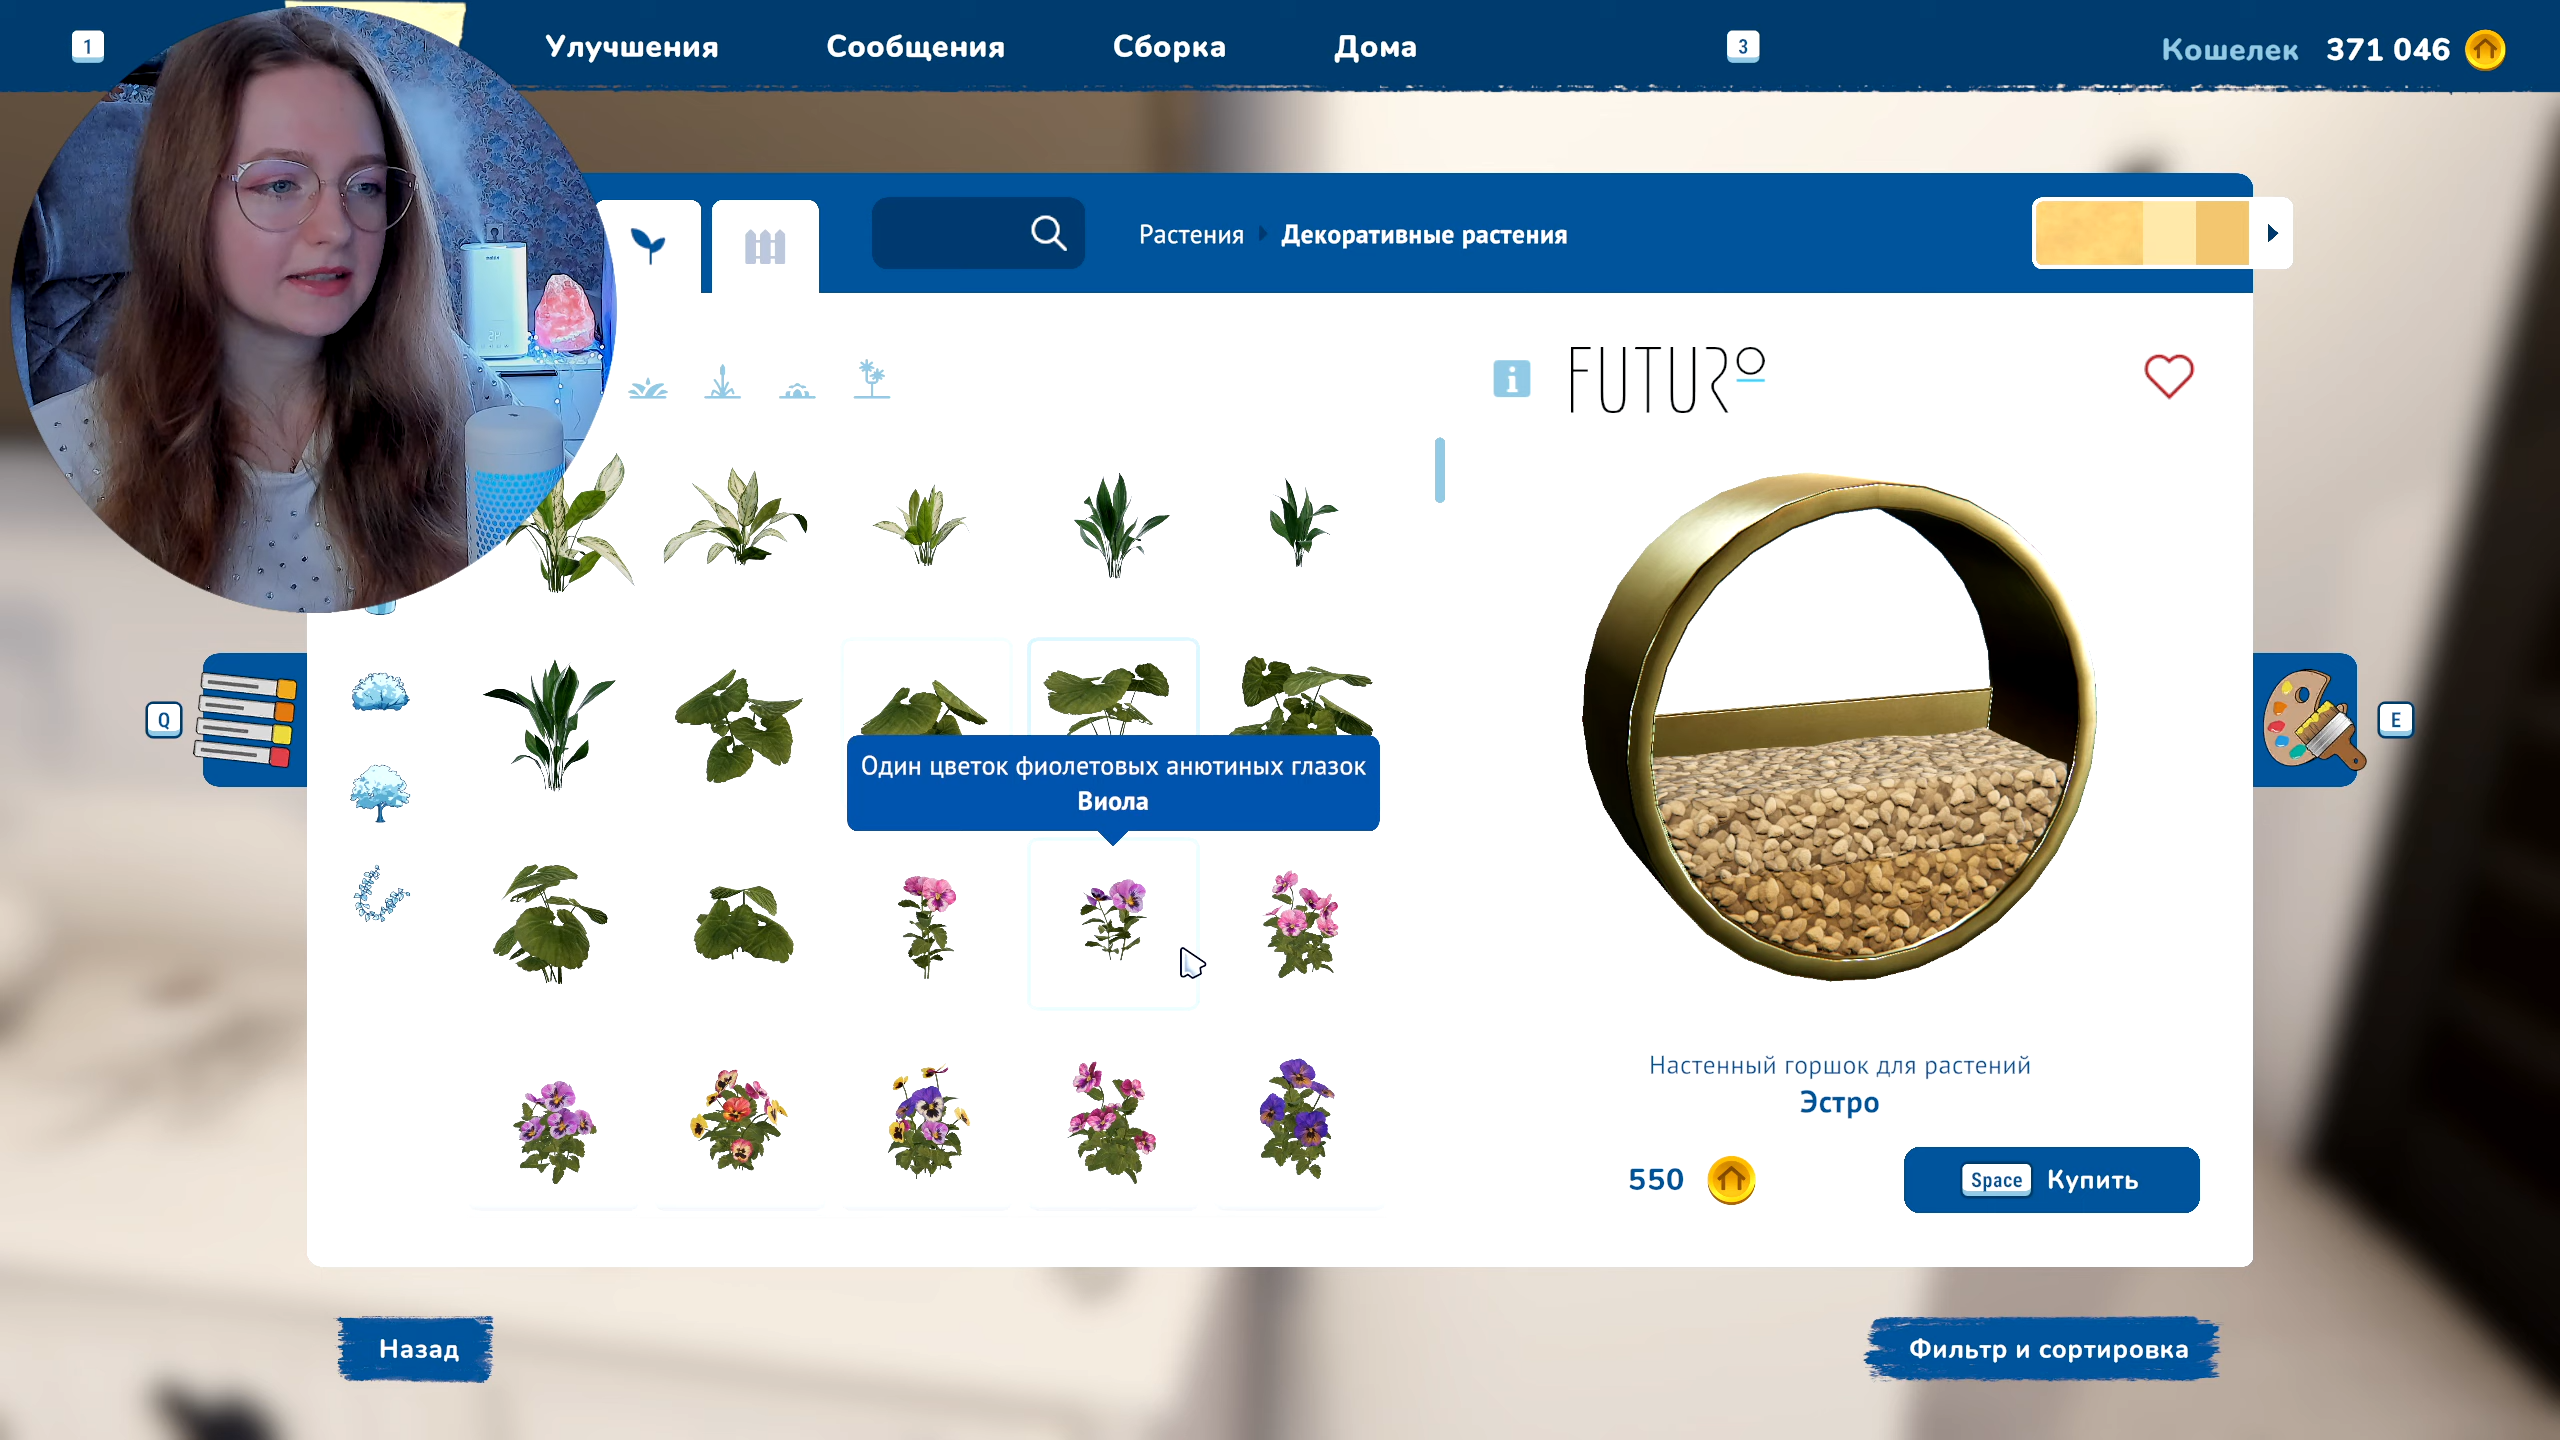 1
Улучшения
Сообщения
Сборка
Дома
3
Кошелек 371 046
Растения
Декоративные растения
FUTURO
Q
E
Один цветок фиолетовых анютиных глазок
Виола
Настенный горшок для растений
Эстро
550
Space Купить
Назад
Фильтр и сортировка